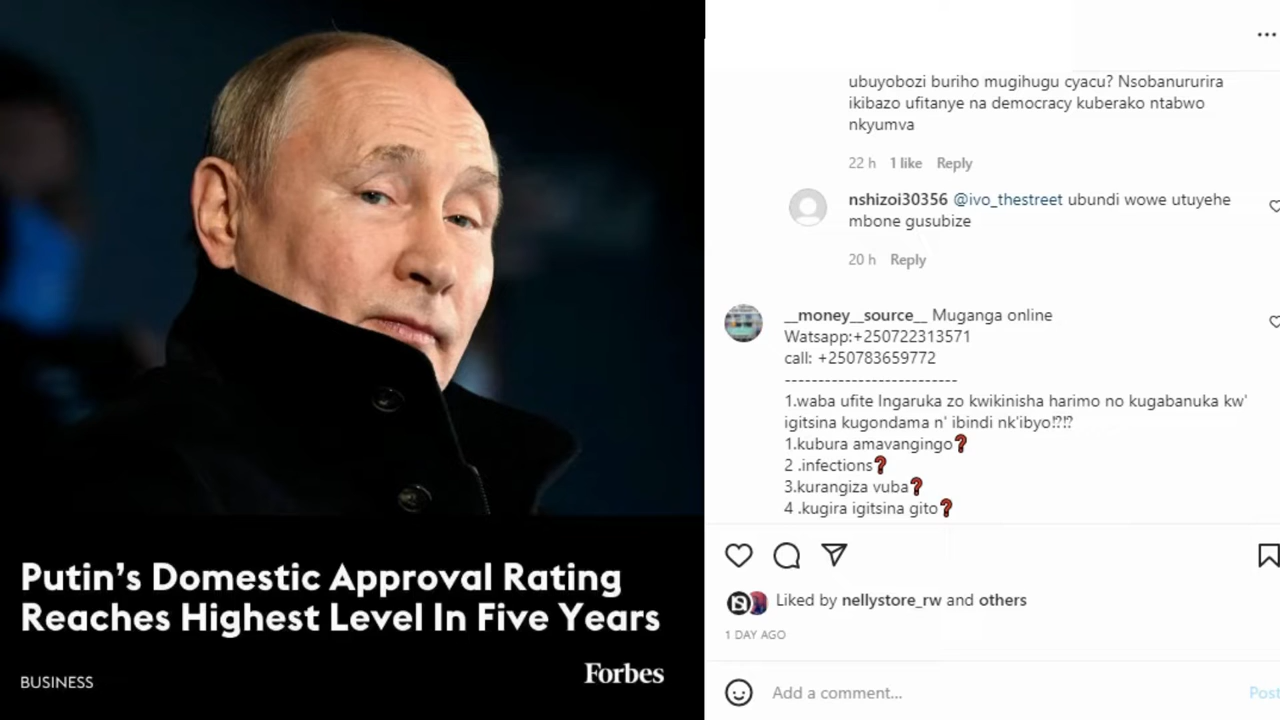 Putin's Domestic Approval Rating
Reaches Highest Level In Five Years
BUSINESS
Forbes
ubuyobozi buriho mugihugu cyacu? Nsobanururira
ikibazo ufitanye na democracy kuberako ntabwo
nkyumva
22 h 1 like Reply
nshizoi30356 @ivo_thestreet ubundi wowe utuyehe
mbone gusubize
20 h Reply
__money__source__ Muganga online
Watsapp:+250722313571
call: +250783659772
--------------------------
1.waba ufite Ingaruka zo kwikinisha harimo no kugabanuka kw'
igitsina kugondama n' ibindi nk'ibyo!?!?
1.kubura amavangingo❓
2 .infections❓
3.kurangiza vuba❓
4 .kugira igitsina gito❓
Liked by nellystore_rw and others
1 DAY AGO
Add a comment...
Post